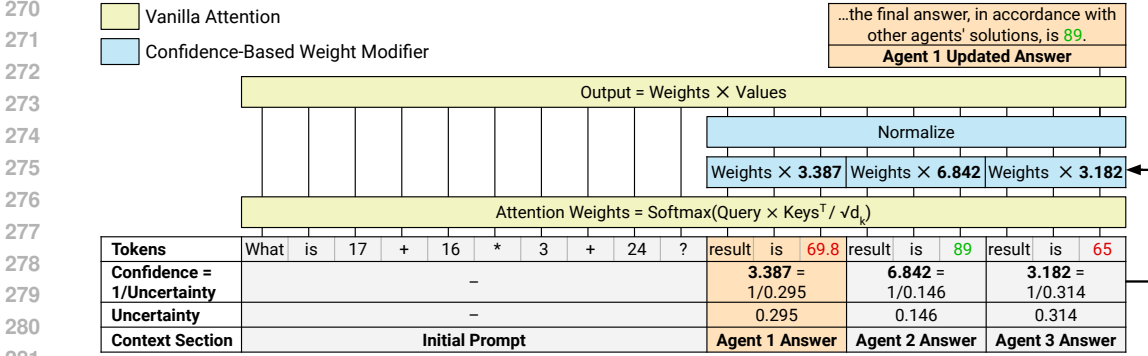 270
271
272
273
274
275
276
277
278
279
280
Vanilla Attention
Confidence-Based Weight Modifier
...the final answer, in accordance with
other agents' solutions, is 89.
Agent 1 Updated Answer
Output = Weights × Values
Normalize
Weights × 3.387 Weights × 6.842 Weights × 3.182
Attention Weights = Softmax(Query × Keys^T / √d_k)
Tokens What is 17 + 16 * 3 + 24 ? result is 69.8 result is 89 result is 65
Confidence = 3.387 = 6.842 = 3.182 =
1/Uncertainty – 1/0.295 1/0.146 1/0.314
Uncertainty – 0.295 0.146 0.314
Context Section Initial Prompt Agent 1 Answer Agent 2 Answer Agent 3 Answer